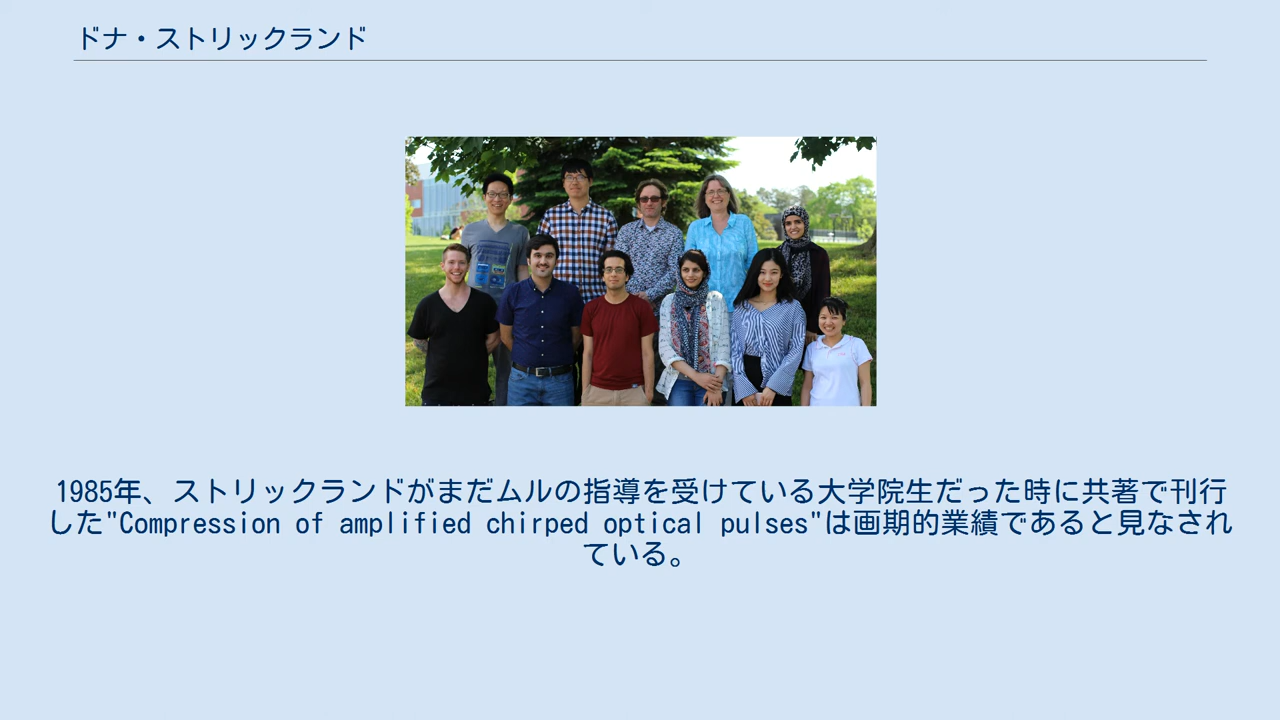 ドナ・ストリックランド
1985年、ストリックランドがまだムルの指導を受けている大学院生だった時に共著で刊行
した"Compression of amplified chirped optical pulses"は画期的業績であると見なされ
ている。